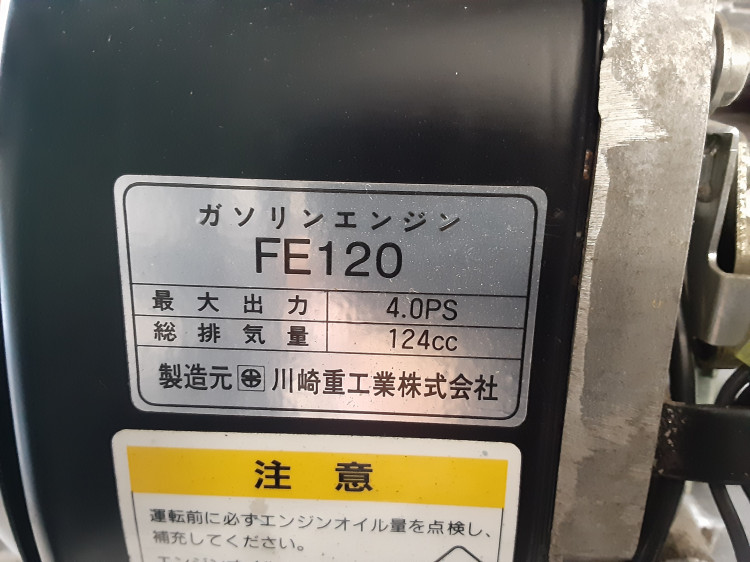 ガソリンエンジン
FE120
最大出力 4.0PS
総排気量 124cc
製造元 川崎重工業株式会社
注意
運転前に必ずエンジンオイル量を点検し、
補充してください。